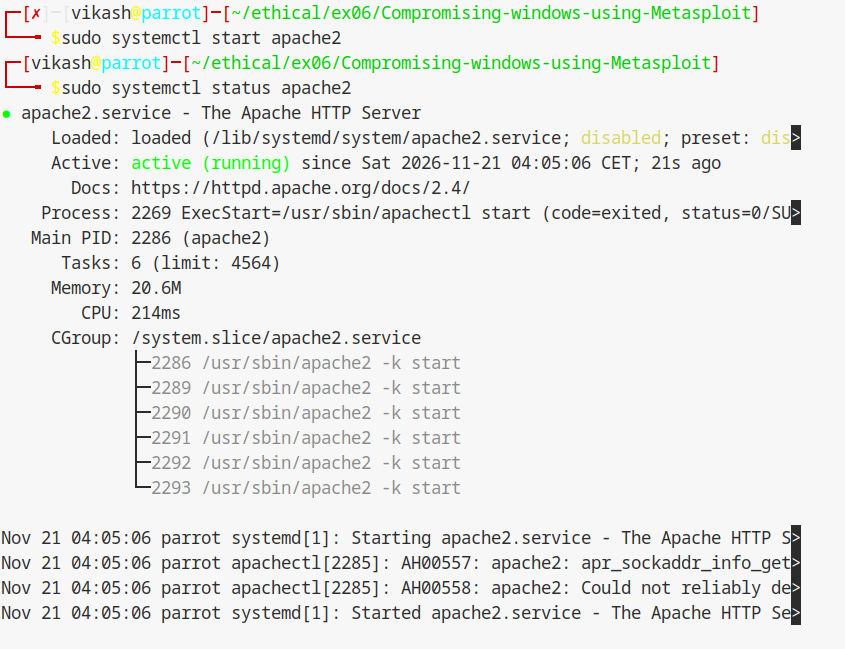 [✗]-[vikash@parrot]-[~/ethical/ex06/Compromising-windows-using-Metasploit]
$sudo systemctl start apache2
[vikash@parrot]-[~/ethical/ex06/Compromising-windows-using-Metasploit]
$sudo systemctl status apache2
● apache2.service - The Apache HTTP Server
Loaded: loaded (/lib/systemd/system/apache2.service; disabled; preset: dis>
Active: active (running) since Sat 2026-11-21 04:05:06 CET; 21s ago
Docs: https://httpd.apache.org/docs/2.4/
Process: 2269 ExecStart=/usr/sbin/apachectl start (code=exited, status=0/SU>
Main PID: 2286 (apache2)
Tasks: 6 (limit: 4564)
Memory: 20.6M
CPU: 214ms
CGroup: /system.slice/apache2.service
├─2286 /usr/sbin/apache2 -k start
├─2289 /usr/sbin/apache2 -k start
├─2290 /usr/sbin/apache2 -k start
├─2291 /usr/sbin/apache2 -k start
├─2292 /usr/sbin/apache2 -k start
└─2293 /usr/sbin/apache2 -k start
Nov 21 04:05:06 parrot systemd[1]: Starting apache2.service - The Apache HTTP S>
Nov 21 04:05:06 parrot apachectl[2285]: AH00557: apache2: apr_sockaddr_info_get>
Nov 21 04:05:06 parrot apachectl[2285]: AH00558: apache2: Could not reliably de>
Nov 21 04:05:06 parrot systemd[1]: Started apache2.service - The Apache HTTP Se>